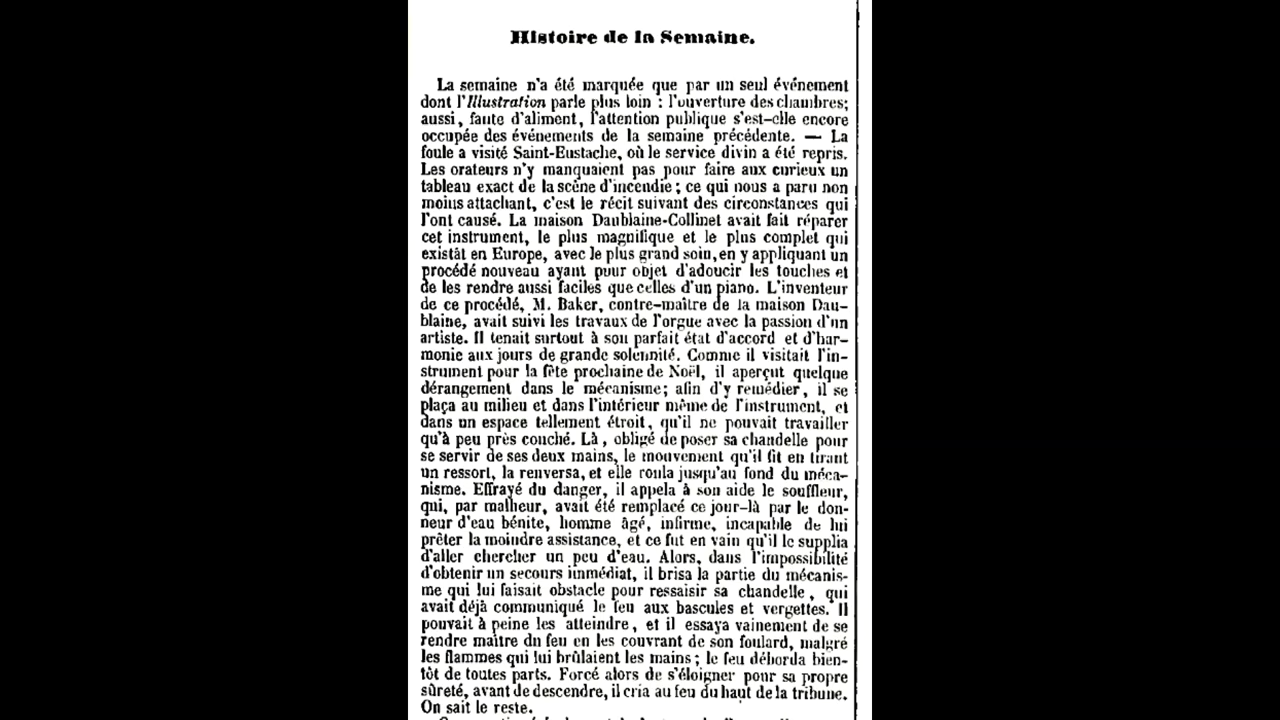 Histoire de la Semaine.
La semaine n'a été marquée que par un seul événement
dont l'Illustration parle plus loin : l'ouverture des chambres;
aussi, faute d'aliment, l'attention publique s'est-elle encore
occupée des événements de la semaine précédente. — La
foule a visité Saint-Eustache, où le service divin a été repris.
Les orateurs n'y manquaient pas pour faire aux curieux un
tableau exact de la scène d'incendie; ce qui nous a paru non
moins attachant, c'est le récit suivant des circonstances qui
l'ont causé. La maison Daublaine-Collinet avait fait réparer
cet instrument, le plus magnifique et le plus complet qui
existât en Europe, avec le plus grand soin, en y appliquant un
procédé nouveau ayant pour objet d'adoucir les touches et
de les rendre aussi faciles que celles d'un piano. L'inventeur
de ce procédé, M. Baker, contre-maître de la maison Dau-
blaine, avait suivi les travaux de l'orgue avec la passion d'un
artiste. Il tenait surtout à son parfait état d'accord et d'har-
monie aux jours de grande solennité. Comme il visitait l'in-
strument pour la fête prochaine de Noël, il aperçut quelque
dérangement dans le mécanisme; afin d'y remédier, il se
plaça au milieu et dans l'intérieur même de l'instrument, et
dans un espace tellement étroit, qu'il ne pouvait travailler
qu'à peu près couché. Là, obligé de poser sa chandelle pour
se servir de ses deux mains, le mouvement qu'il fit en tirant
un ressort, la renversa, et elle roula jusqu'au fond du méca-
nisme. Effrayé du danger, il appela à son aide le souffleur,
qui, par malheur, avait été remplacé ce jour-là par le don-
neur d'eau bénite, homme âgé, infirme, incapable de lui
prêter la moindre assistance, et ce fut en vain qu'il le supplia
d'aller chercher un peu d'eau. Alors, dans l'impossibilité
d'obtenir un secours immédiat, il brisa la partie du mécanis-
me qui lui faisait obstacle pour ressaisir sa chandelle, qui
avait déjà communiqué le feu aux bascules et vergettes. Il
pouvait à peine les atteindre, et il essaya vainement de se
rendre maître du feu en les couvrant de son foulard, malgré
les flammes qui lui brûlaient les mains; le feu déborda bien-
tôt de toutes parts. Forcé alors de s'éloigner pour sa propre
sûreté, avant de descendre, il cria au feu du haut de la tribune.
On sait le reste.